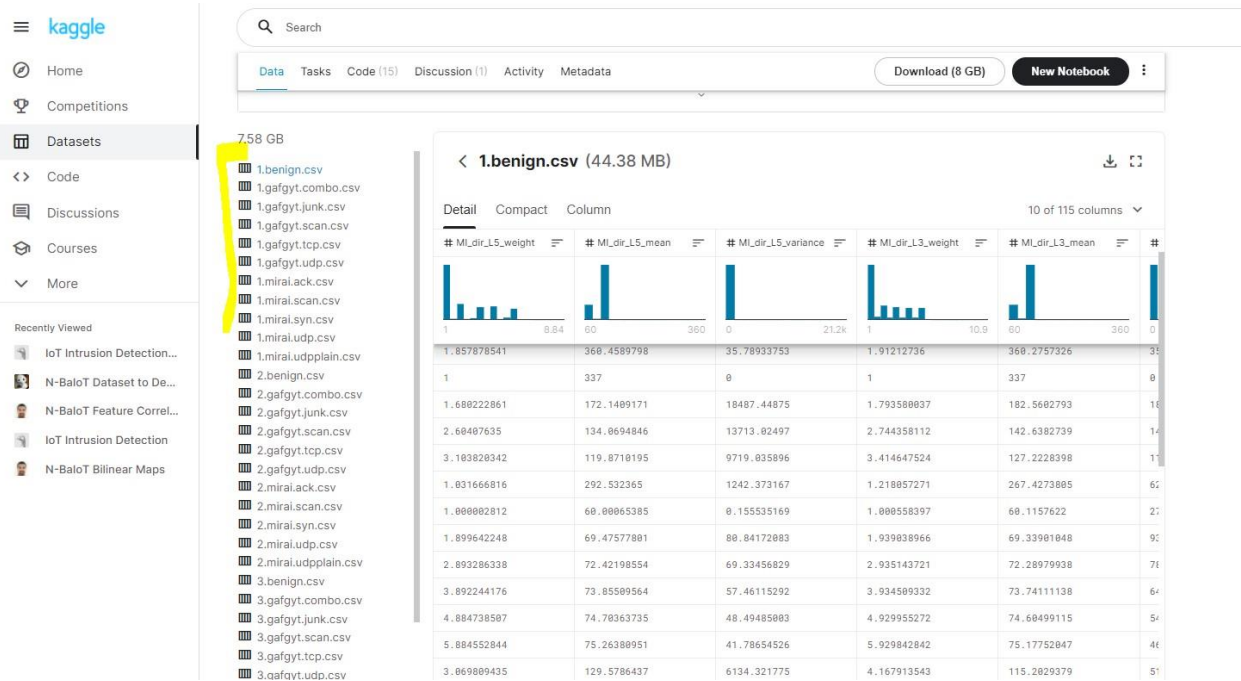 kaggle
Search
Home
Competitions
Datasets
Code
Discussions
Courses
More
Recently Viewed
IoT Intrusion Detection...
N-BaIoT Dataset to De...
N-BaIoT Feature Correl...
IoT Intrusion Detection
N-BaIoT Bilinear Maps
Data Tasks Code (15) Discussion (1) Activity Metadata
Download (8 GB) New Notebook
7.58 GB
1.benign.csv
1.gafgyt.combo.csv
1.gafgyt.junk.csv
1.gafgyt.scan.csv
1.gafgyt.tcp.csv
1.gafgyt.udp.csv
1.mirai.ack.csv
1.mirai.scan.csv
1.mirai.syn.csv
1.mirai.udp.csv
1.mirai.udpplain.csv
2.benign.csv
2.gafgyt.combo.csv
2.gafgyt.junk.csv
2.gafgyt.scan.csv
2.gafgyt.tcp.csv
2.gafgyt.udp.csv
2.mirai.ack.csv
2.mirai.scan.csv
2.mirai.syn.csv
2.mirai.udp.csv
2.mirai.udpplain.csv
3.benign.csv
3.gafgyt.combo.csv
3.gafgyt.junk.csv
3.gafgyt.scan.csv
3.gafgyt.tcp.csv
3.gafgyt.udp.csv
< 1.benign.csv (44.38 MB)
Detail Compact Column 10 of 115 columns
# MI_dir_L5_weight # MI_dir_L5_mean # MI_dir_L5_variance # MI_dir_L3_weight # MI_dir_L3_mean #
1 8.84 60 360 0 21.2k 1 10.9 60 360 0
1.857878541 360.4589798 35.78933753 1.91212736 360.2757326 35
1 337 0 1 337 0
1.680222861 172.1409171 18487.44875 1.793580037 182.5602793 18
2.60407635 134.0694846 13713.02497 2.744358112 142.6382739 14
3.103820342 119.8710195 9719.035896 3.414647524 127.2228398 11
1.031666816 292.532365 1242.373167 1.218057271 267.4273805 62
1.000002812 60.00065385 0.155535169 1.000558397 60.1157622 27
1.899642248 69.47577801 80.84172083 1.939038966 69.33901048 93
2.893286338 72.42198554 69.33456829 2.935143721 72.28979938 78
3.892244176 73.85509564 57.46115292 3.934509332 73.74111138 64
4.884738507 74.70363735 48.49485003 4.929955272 74.60499115 54
5.884552844 75.26380951 41.78654526 5.929842842 75.17752047 46
3.069809435 129.5786437 6134.321775 4.167913543 115.2029379 51